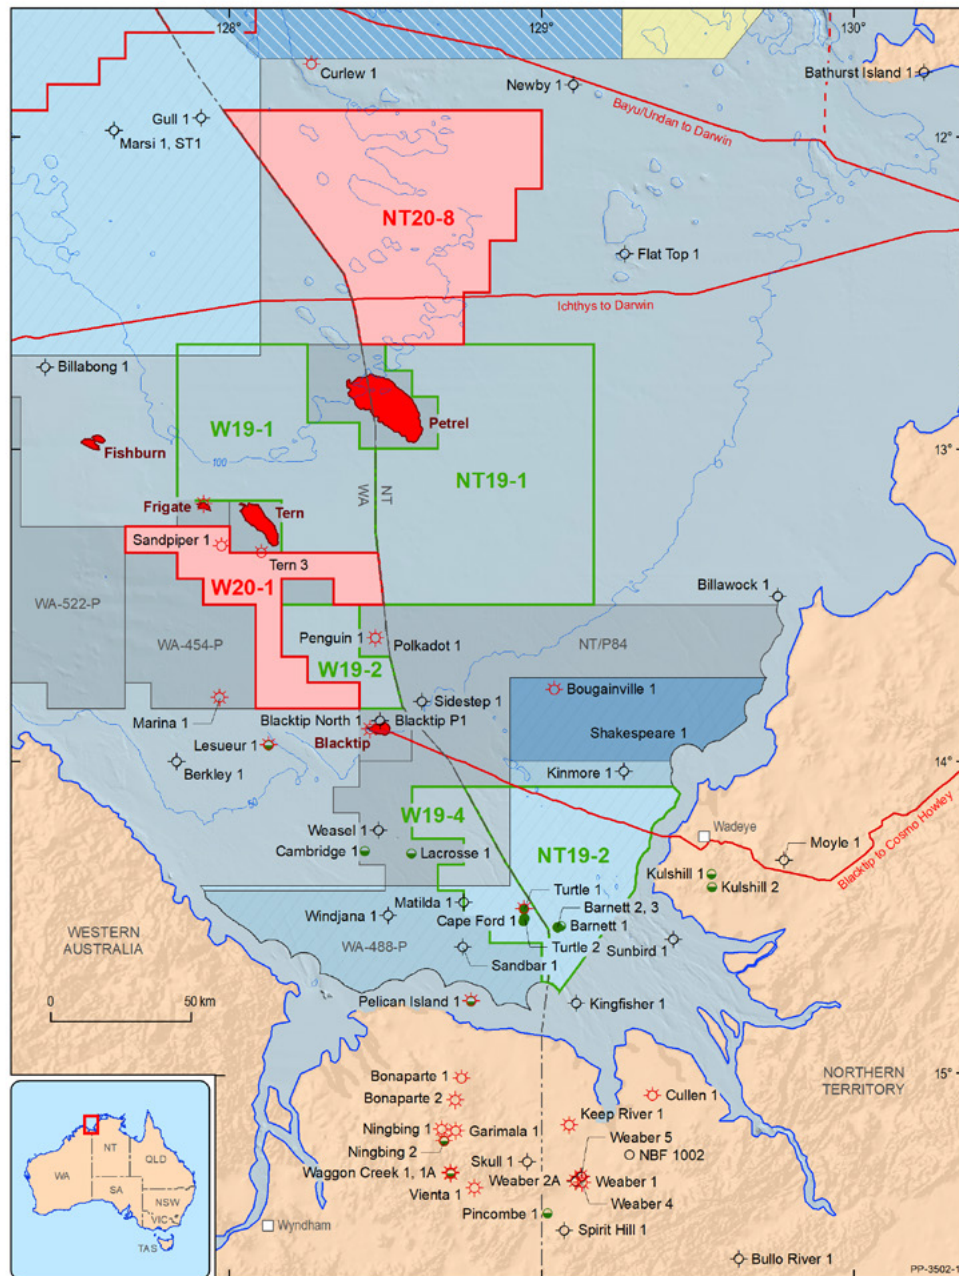 128°
129°
130°
Curlew 1
Newby 1
Bathurst Island 1
Bayu/Undan to Darwin
Gull 1
Marsi 1, ST1
12°
NT20-8
Flat Top 1
Ichthys to Darwin
Billabong 1
Petrel
W19-1
Fishburn
13°
100
WA
NT
NT19-1
Frigate
Tern
Sandpiper 1
Tern 3
W20-1
WA-522-P
Billawock 1
WA-454-P
Penguin 1
Polkadot 1
NT/P84
W19-2
Bougainville 1
Marina 1
Sidestep 1
Blacktip North 1
Blacktip P1
Shakespeare 1
Lesueur 1
Blacktip
Berkley 1
Kinmore 1
14°
50
W19-4
Weasel 1
Wadeye
Cambridge 1
Lacrosse 1
NT19-2
Moyle 1
Blacktip to Cosmo Howley
Kulshill 1
Kulshill 2
Turtle 1
Matilda 1
Barnett 2, 3
Windjana 1
Cape Ford 1
Barnett 1
WESTERN
AUSTRALIA
WA-488-P
Turtle 2
Sunbird 1
Sandbar 1
0
50 km
Pelican Island 1
Kingfisher 1
NORTHERN
TERRITORY
15°
Bonaparte 1
Bonaparte 2
Cullen 1
Keep River 1
Ningbing 1
Garimala 1
Weaber 5
Ningbing 2
NBF 1002
Skull 1
Waggon Creek 1, 1A
Weaber 2A
Weaber 1
Vienta 1
Weaber 4
Pincombe 1
Wyndham
Spirit Hill 1
Bullo River 1
WA
NT
QLD
SA
NSW
VIC
TAS
PP-3502-1